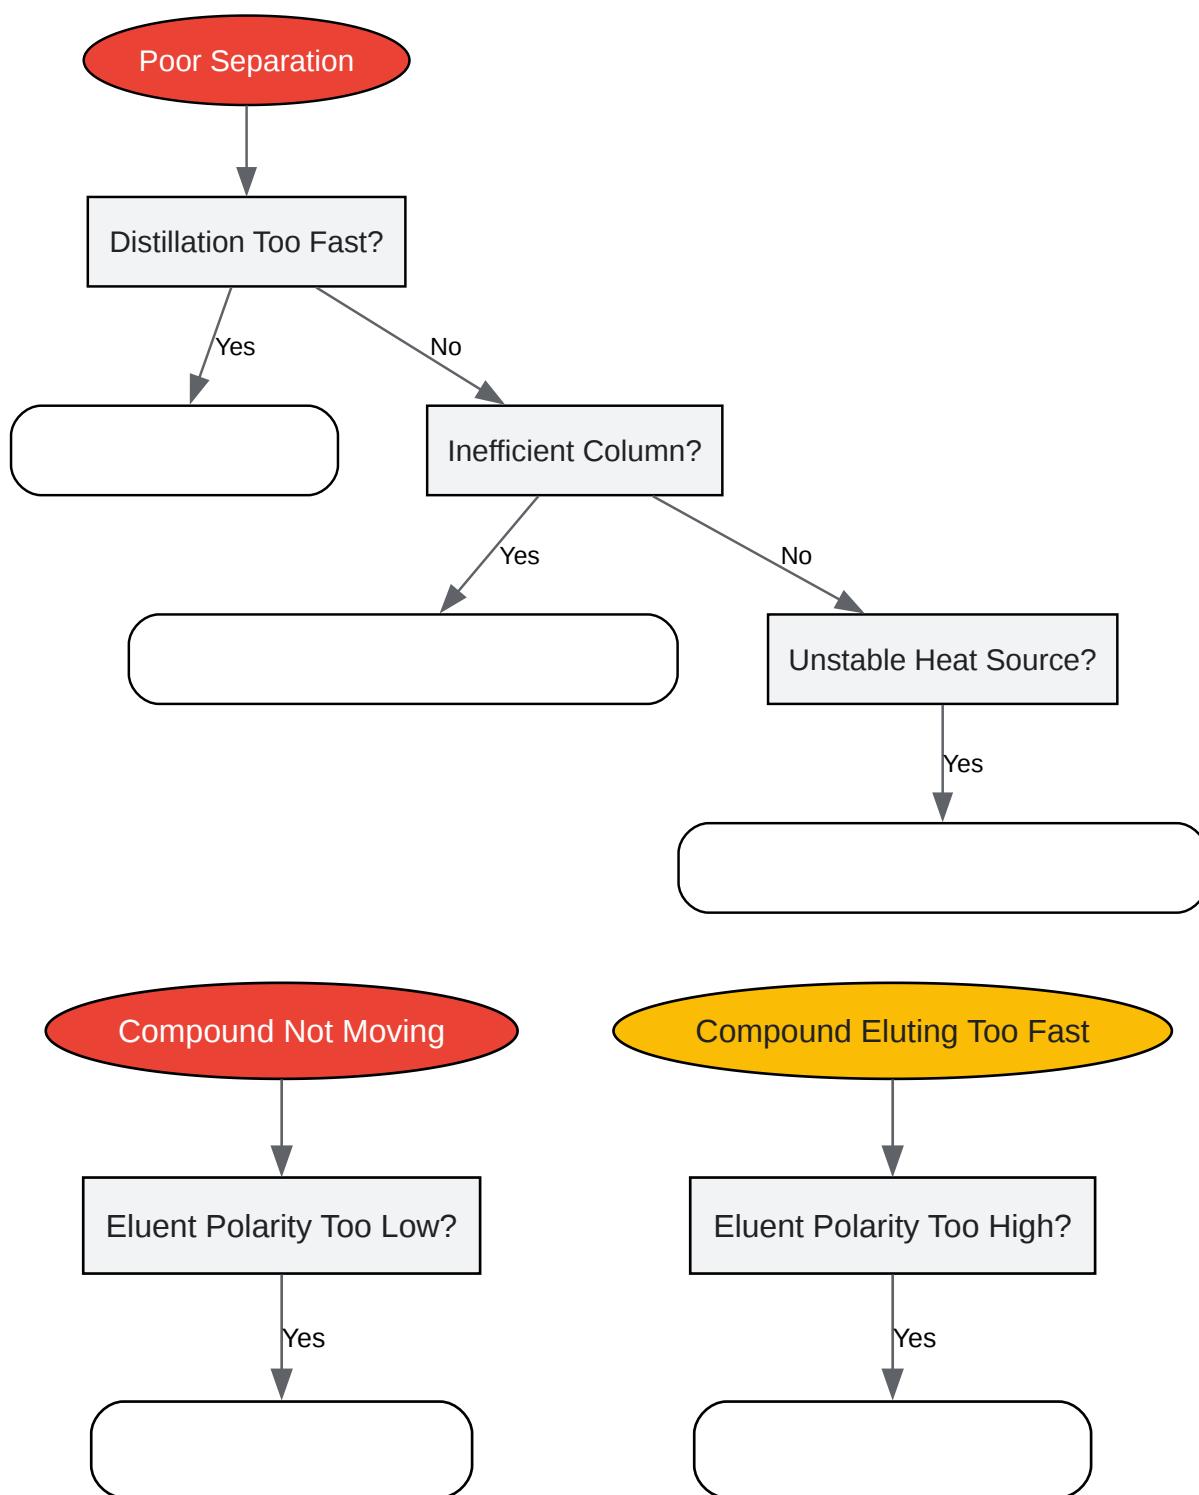 Poor Separation
Distillation Too Fast?
Yes
No
Inefficient Column?
Yes
No
Unstable Heat Source?
Yes
Compound Not Moving
Compound Eluting Too Fast
Eluent Polarity Too Low?
Eluent Polarity Too High?
Yes
Yes